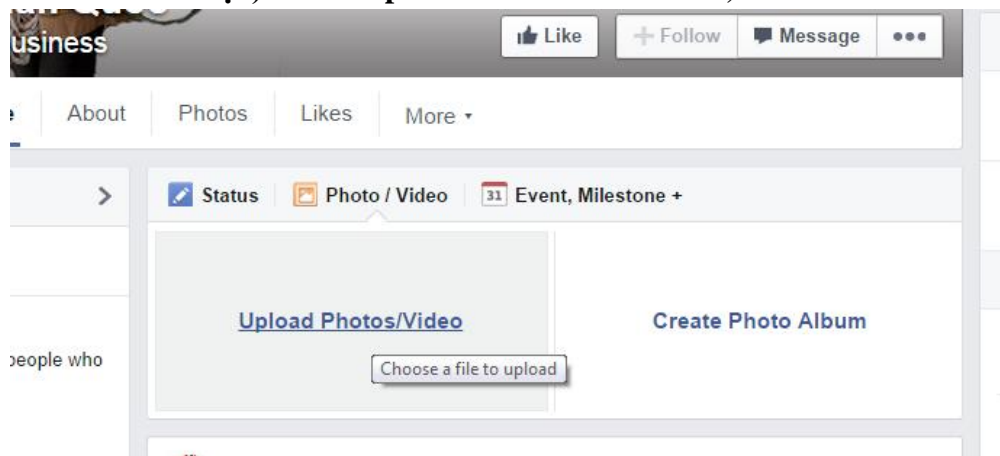 usiness
Like Follow Message
About Photos Likes More
Status Photo / Video 31 Event, Milestone +
Upload Photos/Video Create Photo Album
people who
Choose a file to upload